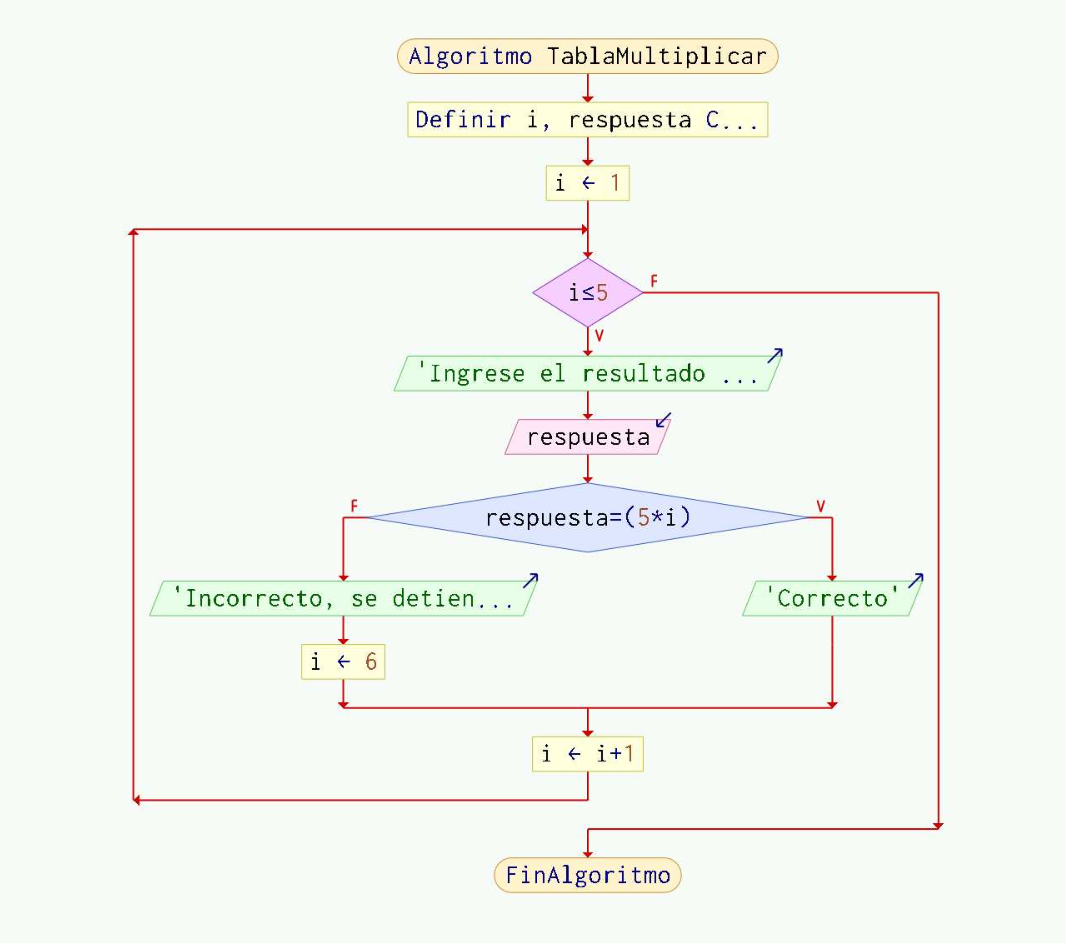 Algoritmo TablaMultiplicar
Definir i, respuesta C...
i ← 1
i≤5
F
V
'Ingrese el resultado ...
respuesta
F
respuesta=(5*i)
V
'Incorrecto, se detien...
'Correcto'
i ← 6
i ← i+1
FinAlgoritmo